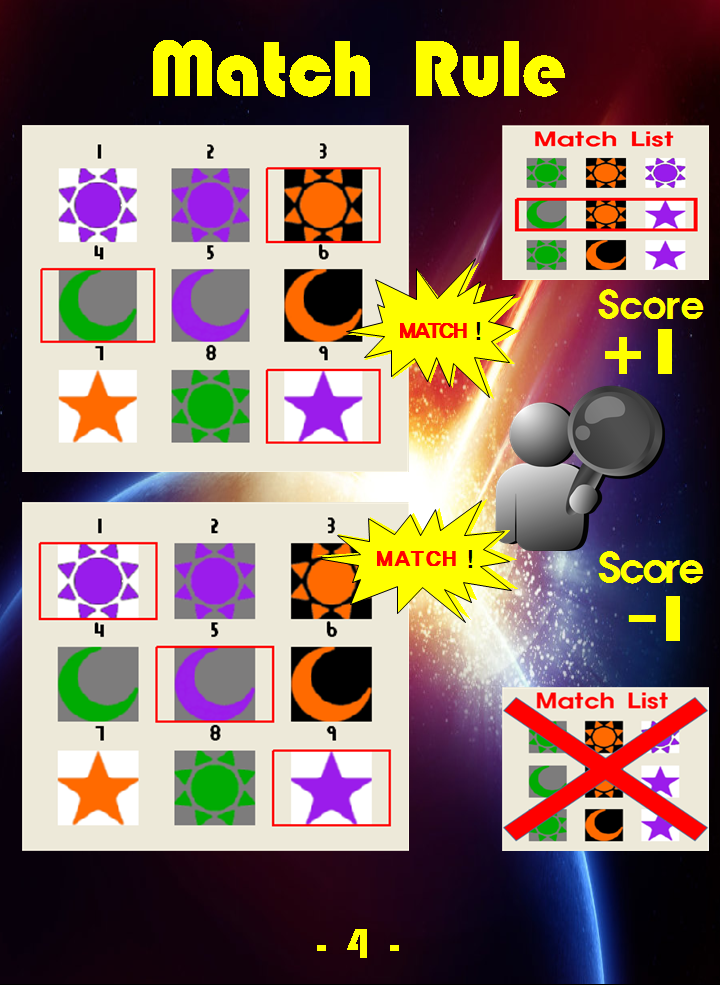 Match Rule
1 2 3
4 5 6
7 8 9
MATCH !
Match List
Score
+1
1 2 3
4 5 6
7 8 9
MATCH !
Score
-1
Match List
- 4 -